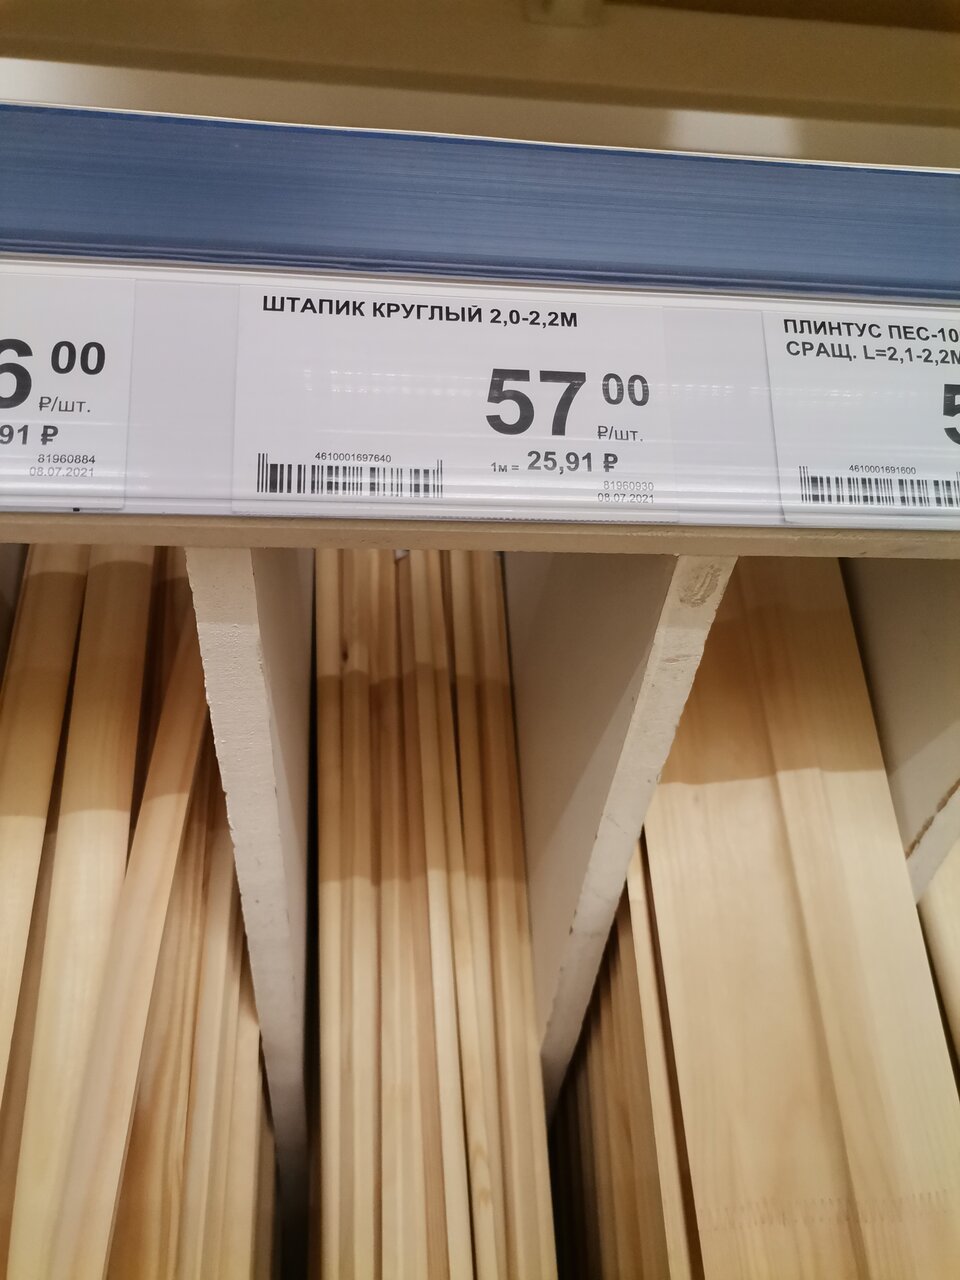 6 00
₽/шт.
91 ₽
81960884
08.07.2021
ШТАПИК КРУГЛЫЙ 2,0-2,2М
57 00
₽/шт.
4610001697640
1м = 25,91 ₽
81960930
08.07.2021
ПЛИНТУС ПЕС-10
СРАЩ. L=2,1-2,2М
5
4610001691600